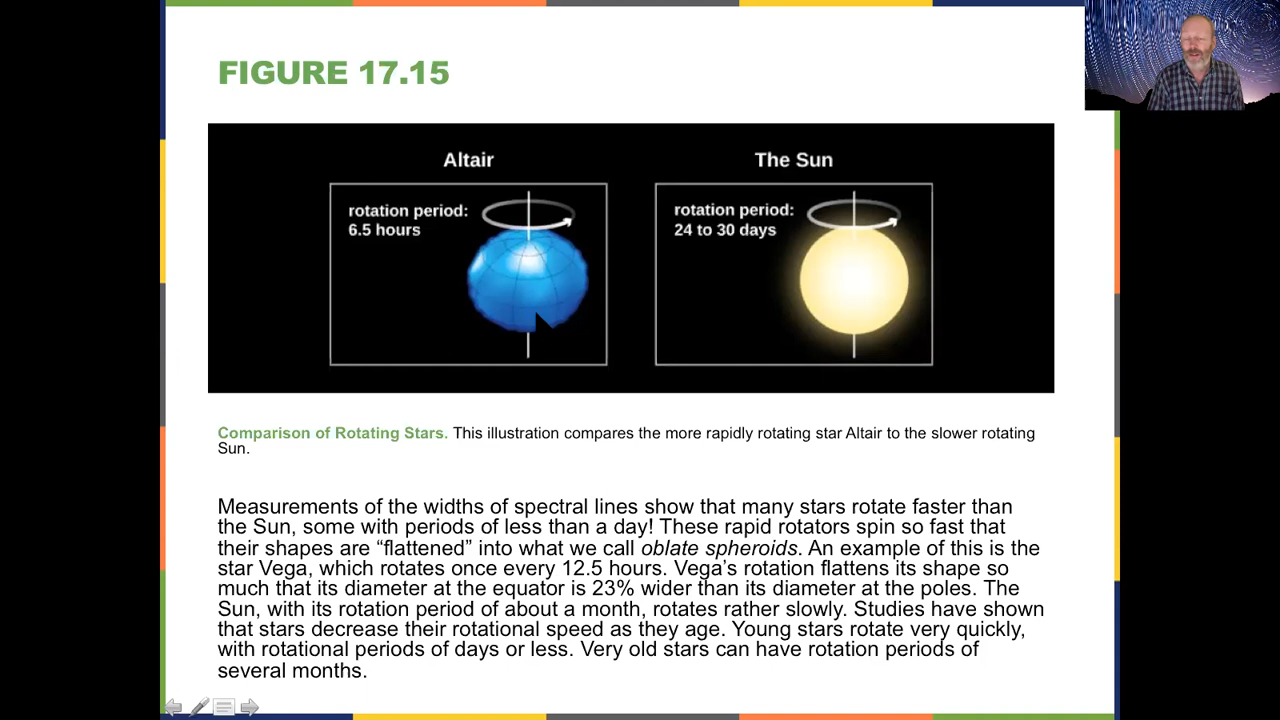 FIGURE 17.15
Altair
rotation period:
6.5 hours
The Sun
rotation period:
24 to 30 days
Comparison of Rotating Stars. This illustration compares the more rapidly rotating star Altair to the slower rotating
Sun.
Measurements of the widths of spectral lines show that many stars rotate faster than
the Sun, some with periods of less than a day! These rapid rotators spin so fast that
their shapes are “flattened” into what we call oblate spheroids. An example of this is the
star Vega, which rotates once every 12.5 hours. Vega’s rotation flattens its shape so
much that its diameter at the equator is 23% wider than its diameter at the poles. The
Sun, with its rotation period of about a month, rotates rather slowly. Studies have shown
that stars decrease their rotational speed as they age. Young stars rotate very quickly,
with rotational periods of days or less. Very old stars can have rotation periods of
several months.